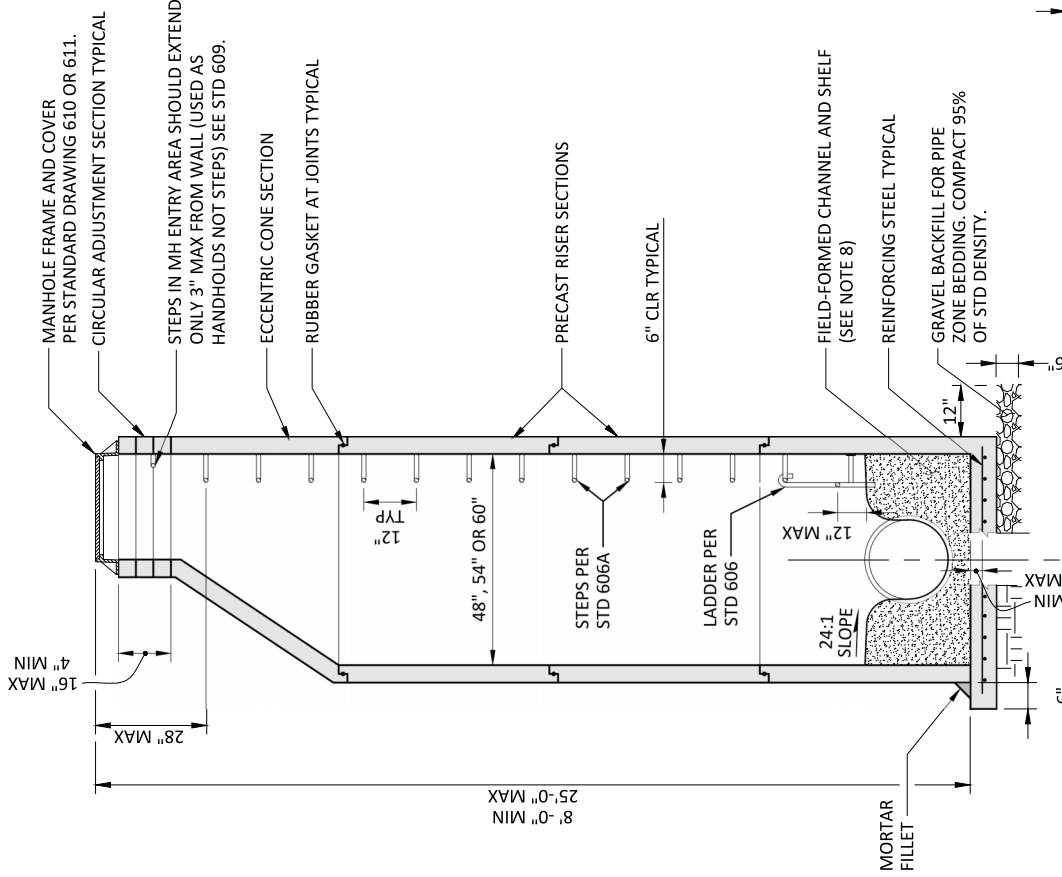 MANHOLE FRAME AND COVER
PER STANDARD DRAWING 610 OR 611.
CIRCULAR ADJUSTMENT SECTION TYPICAL
STEPS IN MH ENTRY AREA SHOULD EXTEND
ONLY 3" MAX FROM WALL (USED AS
HANDHOLDS NOT STEPS) SEE STD 609.
ECCENTRIC CONE SECTION
RUBBER GASKET AT JOINTS TYPICAL
PRECAST RISER SECTIONS
6" CLR TYPICAL
FIELD-FORMED CHANNEL AND SHELF
(SEE NOTE 8)
REINFORCING STEEL TYPICAL
GRAVEL BACKFILL FOR PIPE
ZONE BEDDING. COMPACT 95%
OF STD DENSITY.
12"
6"
12"
TYP
48", 54" OR 60"
STEPS PER
STD 606A
LADDER PER
STD 606
12" MAX
24:1
SLOPE
MIN
MAX
4" MIN
16" MAX
28" MAX
8'-0" MIN
25'-0" MAX
MORTAR
FILLET
6"